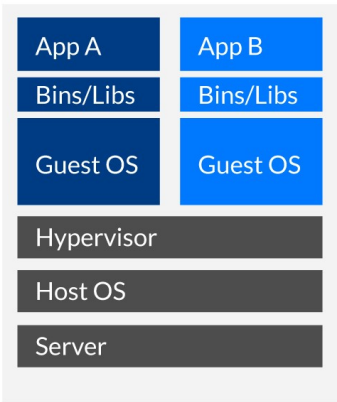 App A
App B
Bins/Libs
Bins/Libs
Guest OS
Guest OS
Hypervisor
Host OS
Server